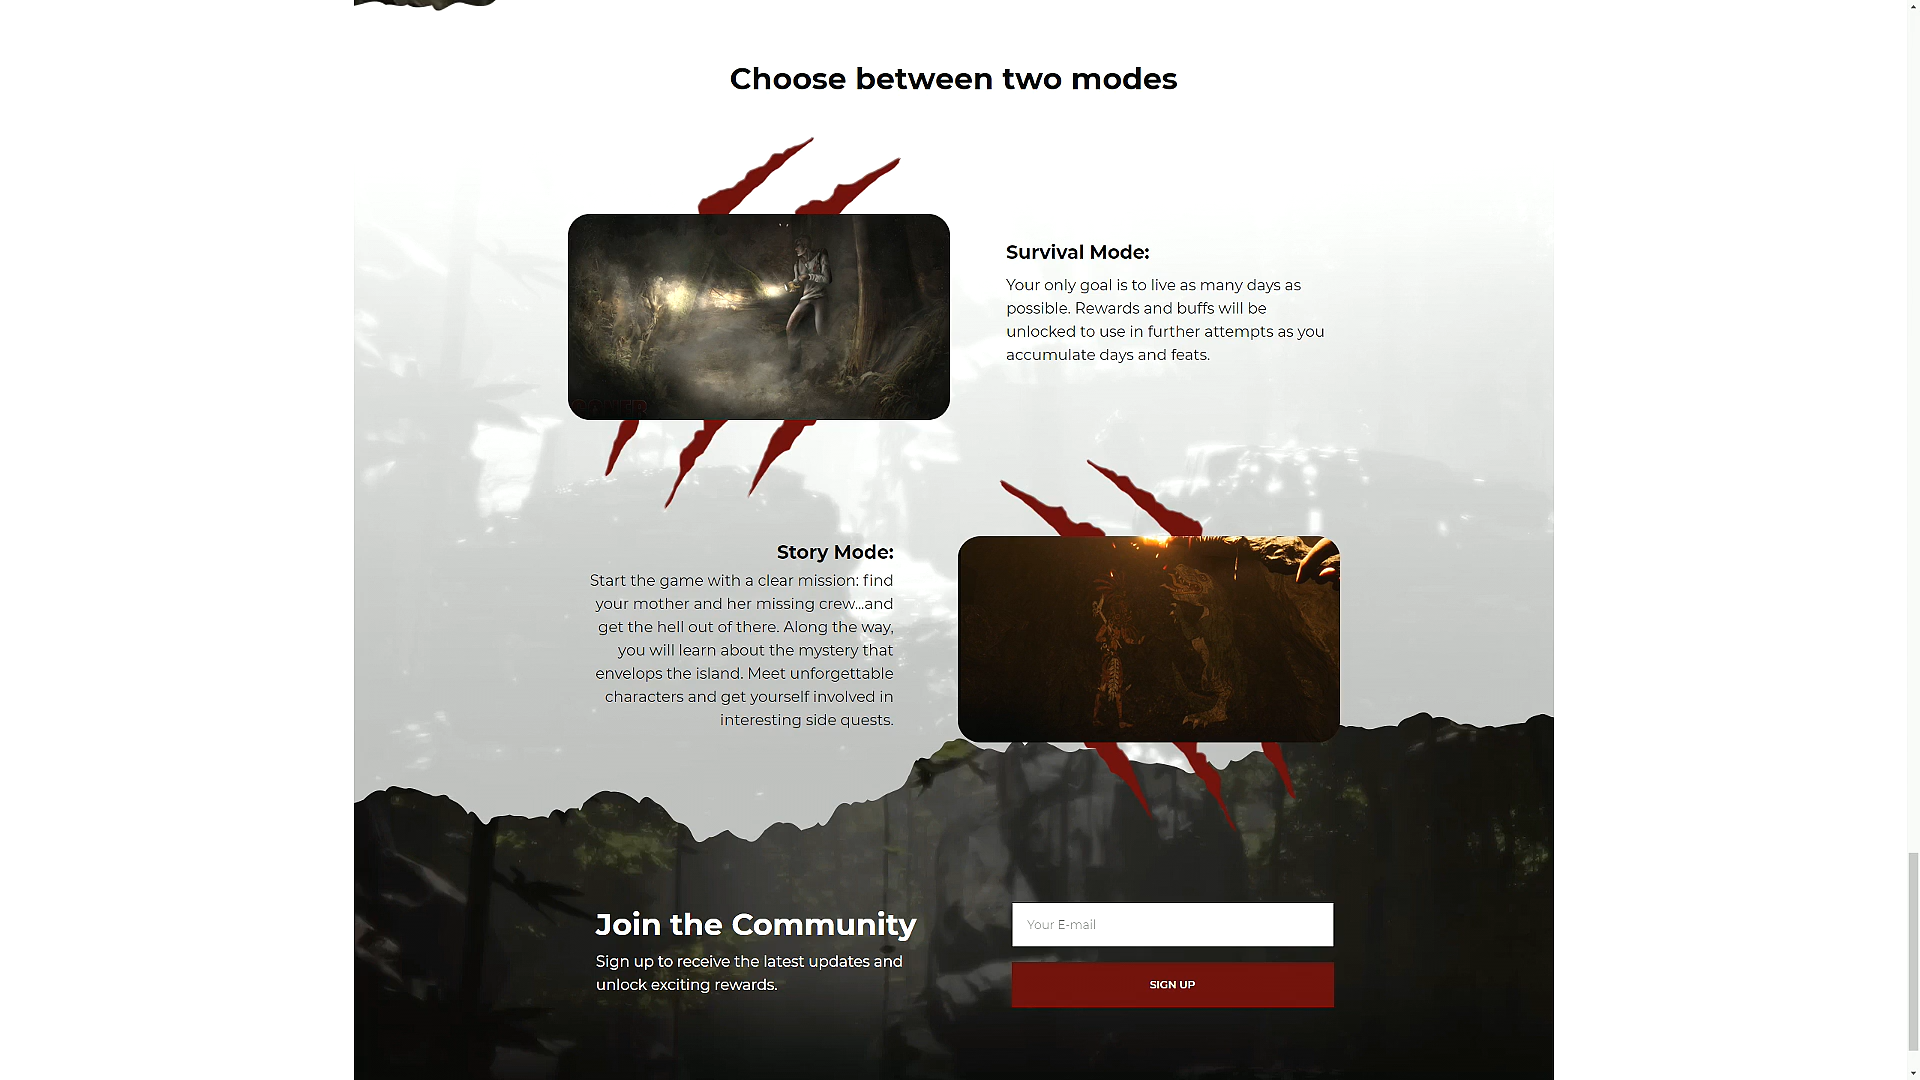 Choose between two modes
Survival Mode:
Your only goal is to live as many days as
possible. Rewards and buffs will be
unlocked to use in further attempts as you
accumulate days and feats.
Story Mode:
Start the game with a clear mission: find
your mother and her missing crew...and
get the hell out of there. Along the way,
you will learn about the mystery that
envelops the island. Meet unforgettable
characters and get yourself involved in
interesting side quests.
Join the Community
Sign up to receive the latest updates and
unlock exciting rewards.
Your E-mail
SIGN UP